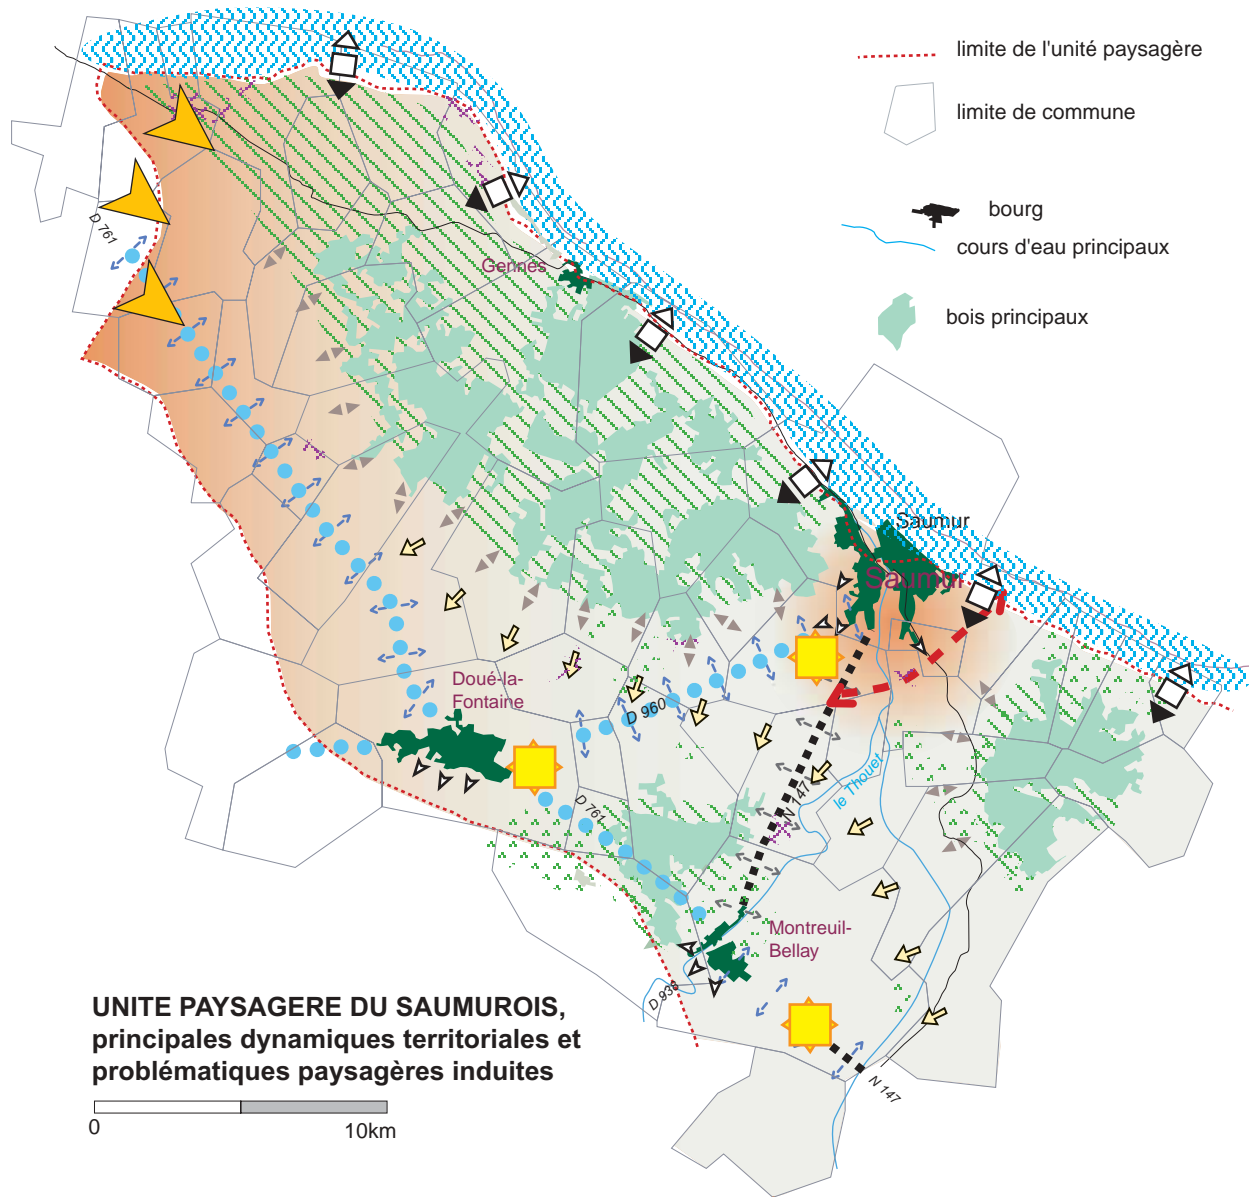 limite de l'unité paysagère
limite de commune
bourg
cours d'eau principaux
bois principaux
D 761
Gennes
Saumur
Saumur
Doué-la-
Fontaine
D 960
D 761
N 147
le Thouet
Montreuil-
Bellay
D 938
N 147
UNITE PAYSAGERE DU SAUMUROIS,
principales dynamiques territoriales et
problématiques paysagères induites
0
10km